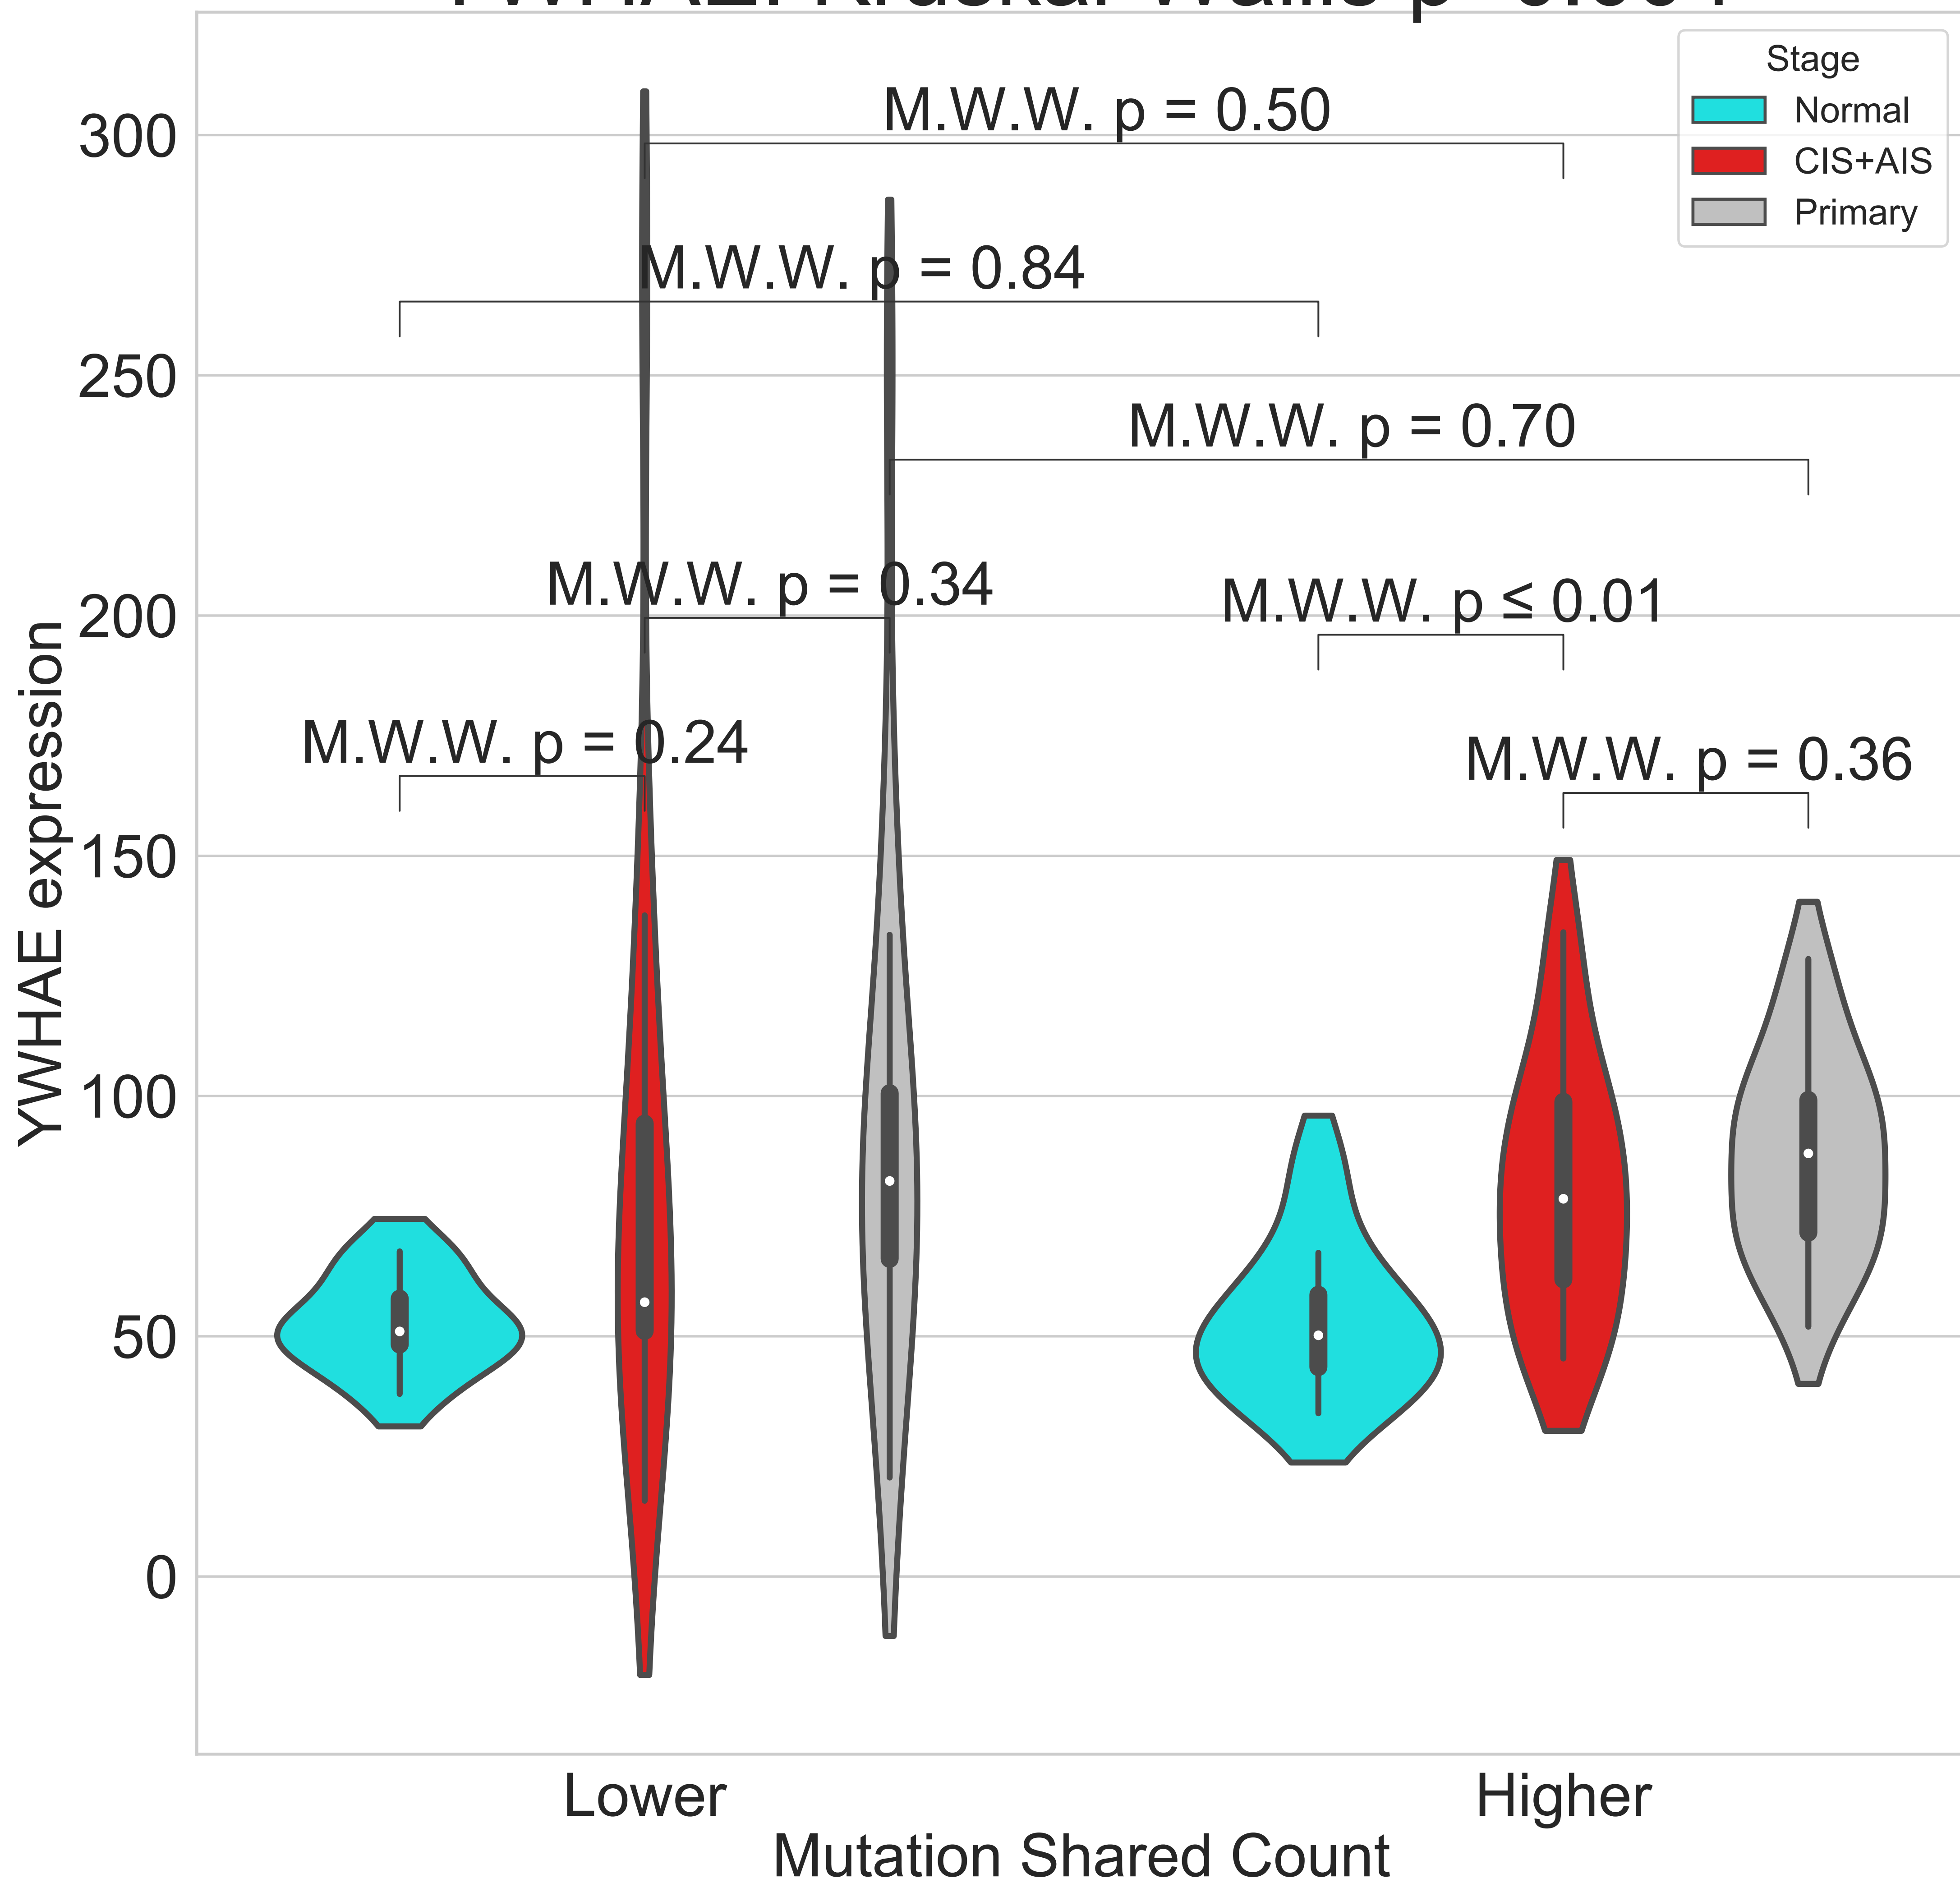 Stage
Normal
CIS+AIS
Primary
M.W.W. p = 0.50
M.W.W. p = 0.84
M.W.W. p = 0.70
M.W.W. p = 0.34
M.W.W. p ≤ 0.01
M.W.W. p = 0.24
M.W.W. p = 0.36
300
250
200
150
100
50
0
YWHAE expression
Lower
Higher
Mutation Shared Count